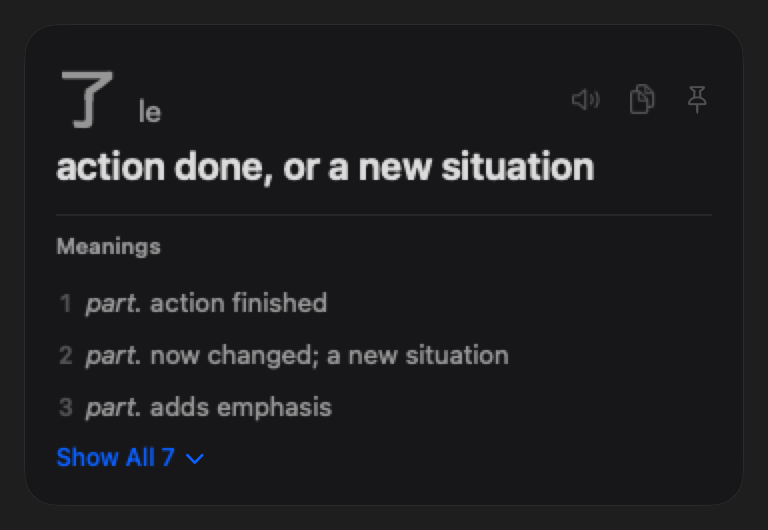 了 le
action done, or a new situation
Meanings
1 part. action finished
2 part. now changed; a new situation
3 part. adds emphasis
Show All 7